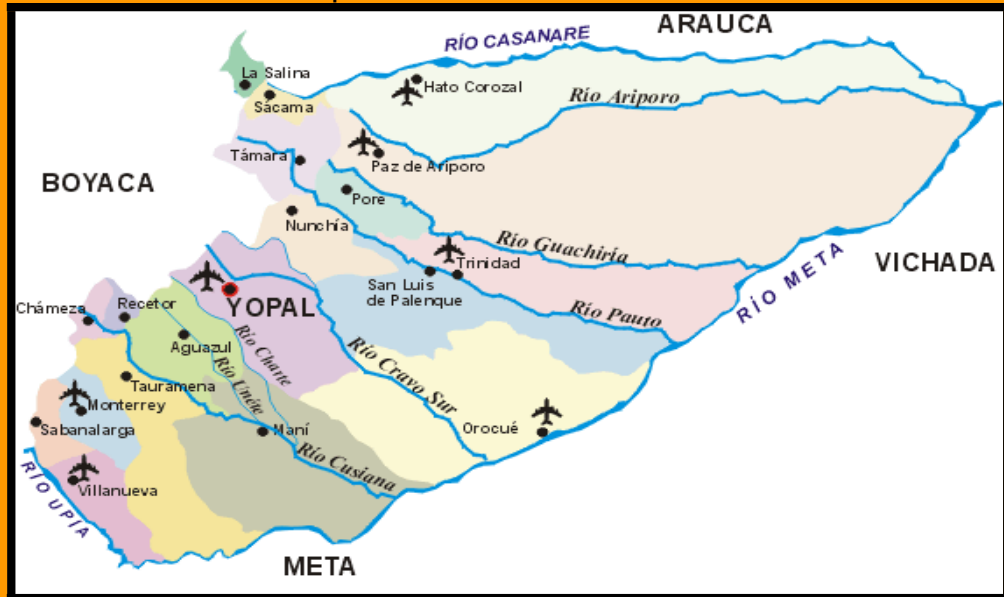 ARAUCA
RÍO CASANARE
La Salina
Sácama
Hato Corozal
Río Ariporo
Támara
Paz de Ariporo
BOYACA
Pore
Nunchía
Río Guachiría
Trinidad
San Luis
de Palenque
VICHADA
RÍO META
Río Pauto
Chámeza
Recetor
YOPAL
Aguazul
Río Charte
Río Unete
Río Cravo Sur
Tauramena
Monterrey
Sabanalarga
Maní
Orocué
Río Cusiana
RÍO UPÍA
Villanueva
META